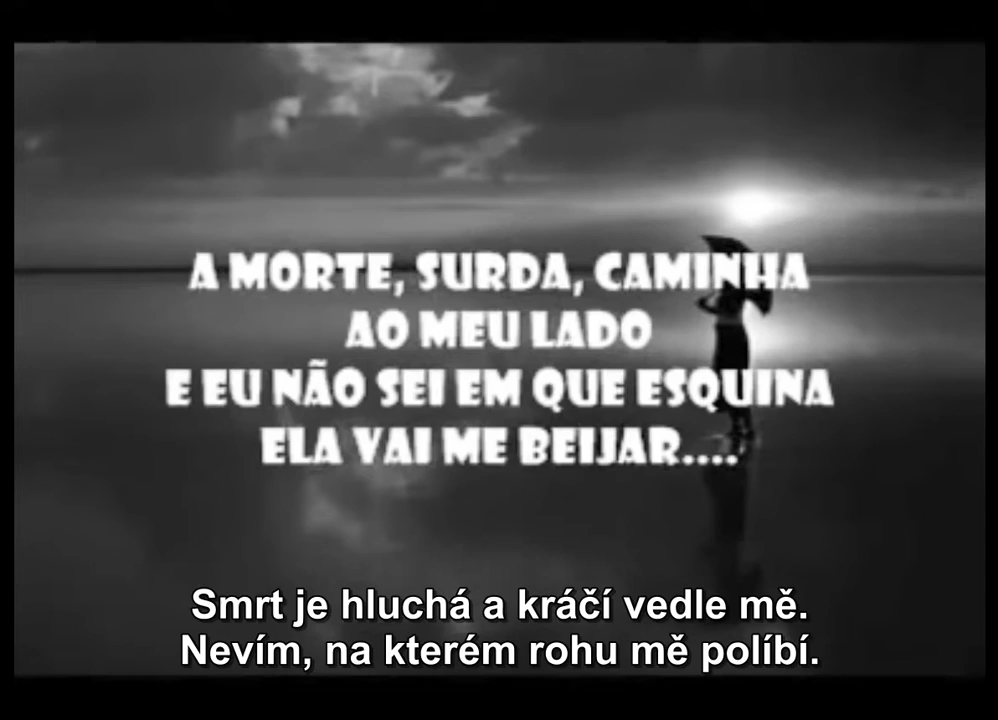 A MORTE, SURDA, CAMINHA
AO MEU LADO
E EU NÃO SEI EM QUE ESQUINA
ELA VAI ME BEIJAR....
Smrt je hluchá a kráčí vedle mě.
Nevím, na kterém rohu mě políbí.